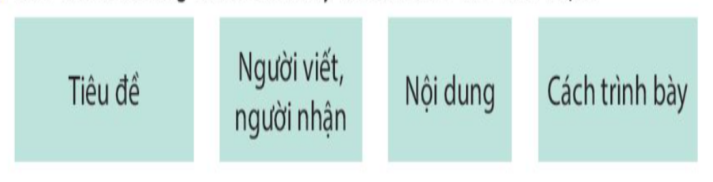 Tiêu đề
Người viết,
người nhận
Nội dung
Cách trình bày